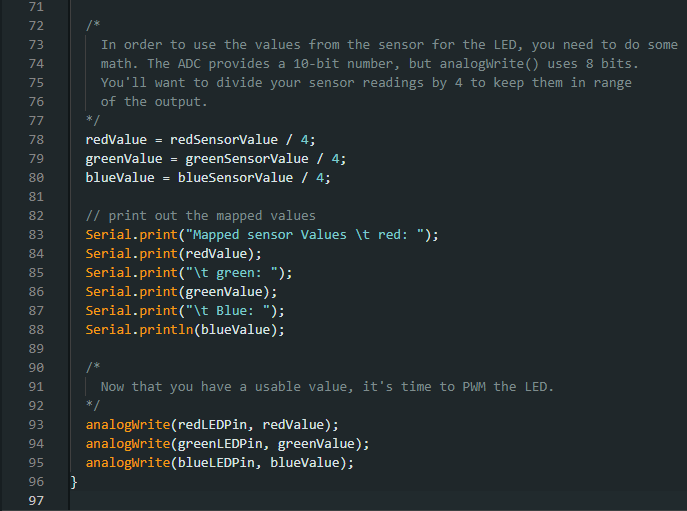 71
72 /*
73 In order to use the values from the sensor for the LED, you need to do some
74 math. The ADC provides a 10-bit number, but analogWrite() uses 8 bits.
75 You'll want to divide your sensor readings by 4 to keep them in range
76 of the output.
77 */
78 redValue = redSensorValue / 4;
79 greenValue = greenSensorValue / 4;
80 blueValue = blueSensorValue / 4;
81
82 // print out the mapped values
83 Serial.print("Mapped sensor Values \t red: ");
84 Serial.print(redValue);
85 Serial.print("\t green: ");
86 Serial.print(greenValue);
87 Serial.print("\t Blue: ");
88 Serial.println(blueValue);
89
90 /*
91 Now that you have a usable value, it's time to PWM the LED.
92 */
93 analogWrite(redLEDPin, redValue);
94 analogWrite(greenLEDPin, greenValue);
95 analogWrite(blueLEDPin, blueValue);
96 }
97